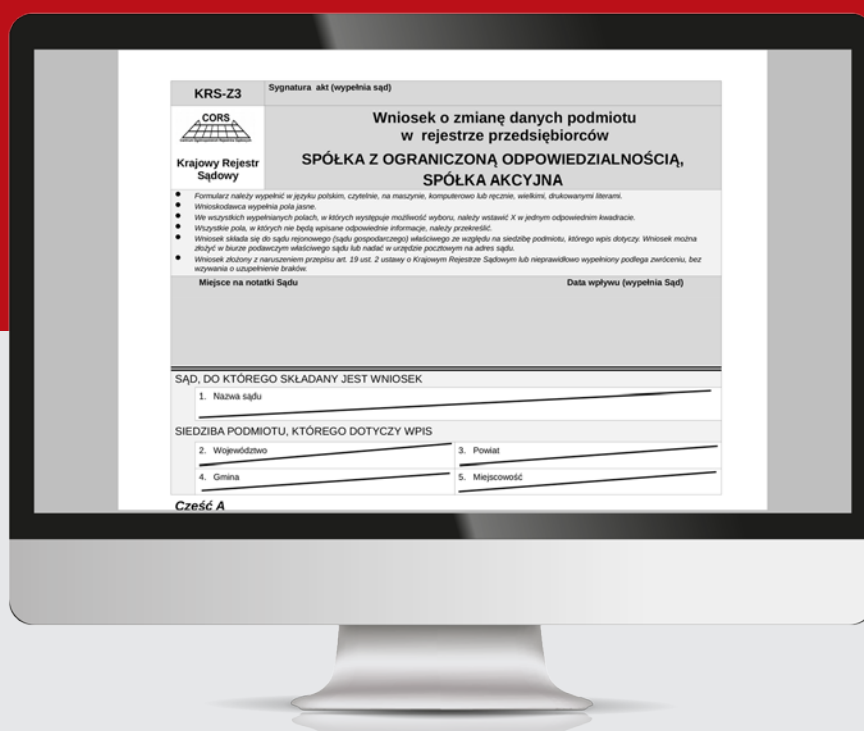 KRS-Z3
Sygnatura akt (wypełnia sąd)
CORS
Krajowy Rejestr
Sądowy
Wniosek o zmianę danych podmiotu
w rejestrze przedsiębiorców
SPÓŁKA Z OGRANICZONĄ ODPOWIEDZIALNOŚCIĄ,
SPÓŁKA AKCYJNA
Formularz należy wypełnić w języku polskim, czytelnie, na maszynie, komputerowo lub ręcznie, wielkimi, drukowanymi literami.
Wnioskodawca wypełnia pola jasne.
We wszystkich wypełnianych polach, w których występuje możliwość wyboru, należy wstawić X w jednym odpowiednim kwadracie.
Wszystkie pola, w których nie będą wpisane odpowiednie informacje, należy przekreślić.
Wniosek składa się do sądu rejonowego (sądu gospodarczego) właściwego ze względu na siedzibę podmiotu, którego wpis dotyczy. Wniosek można
złożyć w biurze podawczym właściwego sądu lub nadać w urzędzie pocztowym na adres sądu.
Wniosek złożony z naruszeniem przepisu art. 19 ust. 2 ustawy o Krajowym Rejestrze Sądowym lub nieprawidłowo wypełniony podlega zwróceniu, bez
wzywania o uzupełnienie braków.
Miejsce na notatki Sądu
Data wpływu (wypełnia Sąd)
SĄD, DO KTÓREGO SKŁADANY JEST WNIOSEK
1. Nazwa sądu
SIEDZIBA PODMIOTU, KTÓREGO DOTYCZY WPIS
2. Województwo
3. Powiat
4. Gmina
5. Miejscowość
Część A